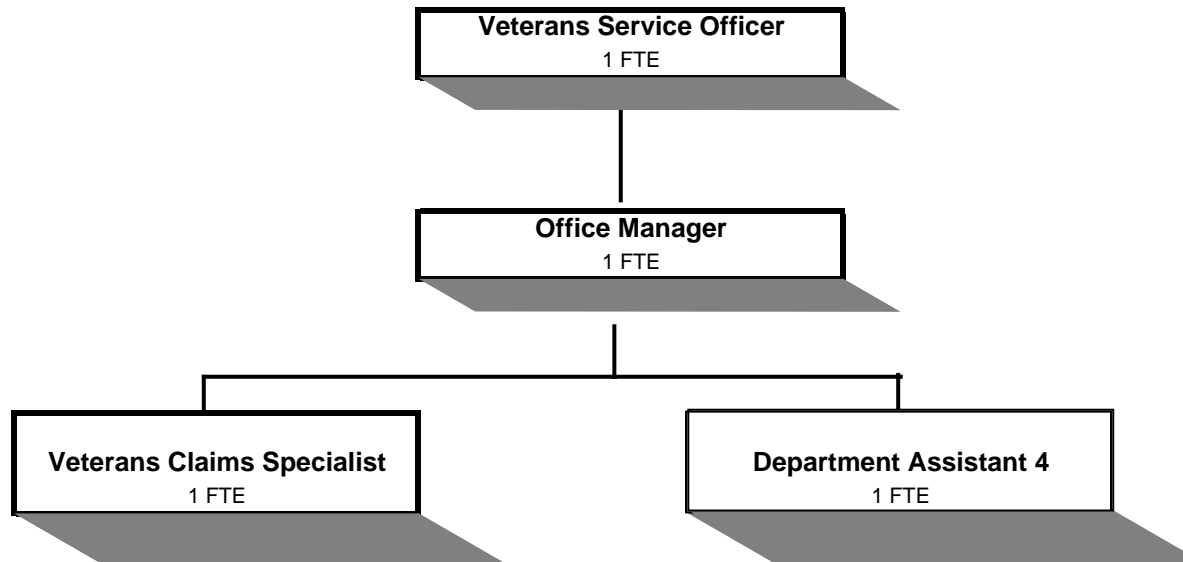 Veterans Service Officer
1 FTE
Office Manager
1 FTE
Veterans Claims Specialist
1 FTE
Department Assistant 4
1 FTE